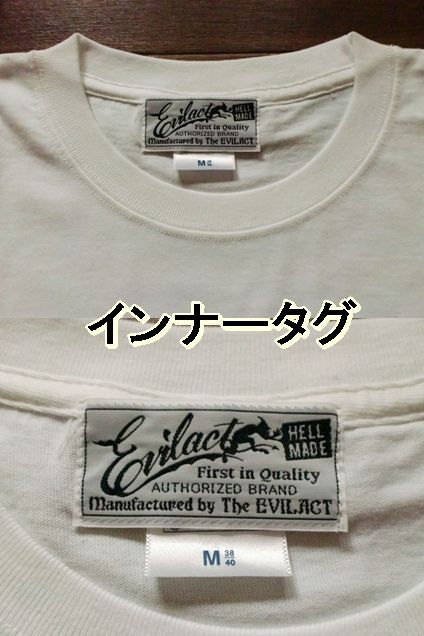 Evilact
HELL
MADE
First in Quality
AUTHORIZED BRAND
Manufactured by The EVILACT
M 38/40
インナータグ
Evilact
HELL
MADE
First in Quality
AUTHORIZED BRAND
Manufactured by The EVILACT
M 38/40